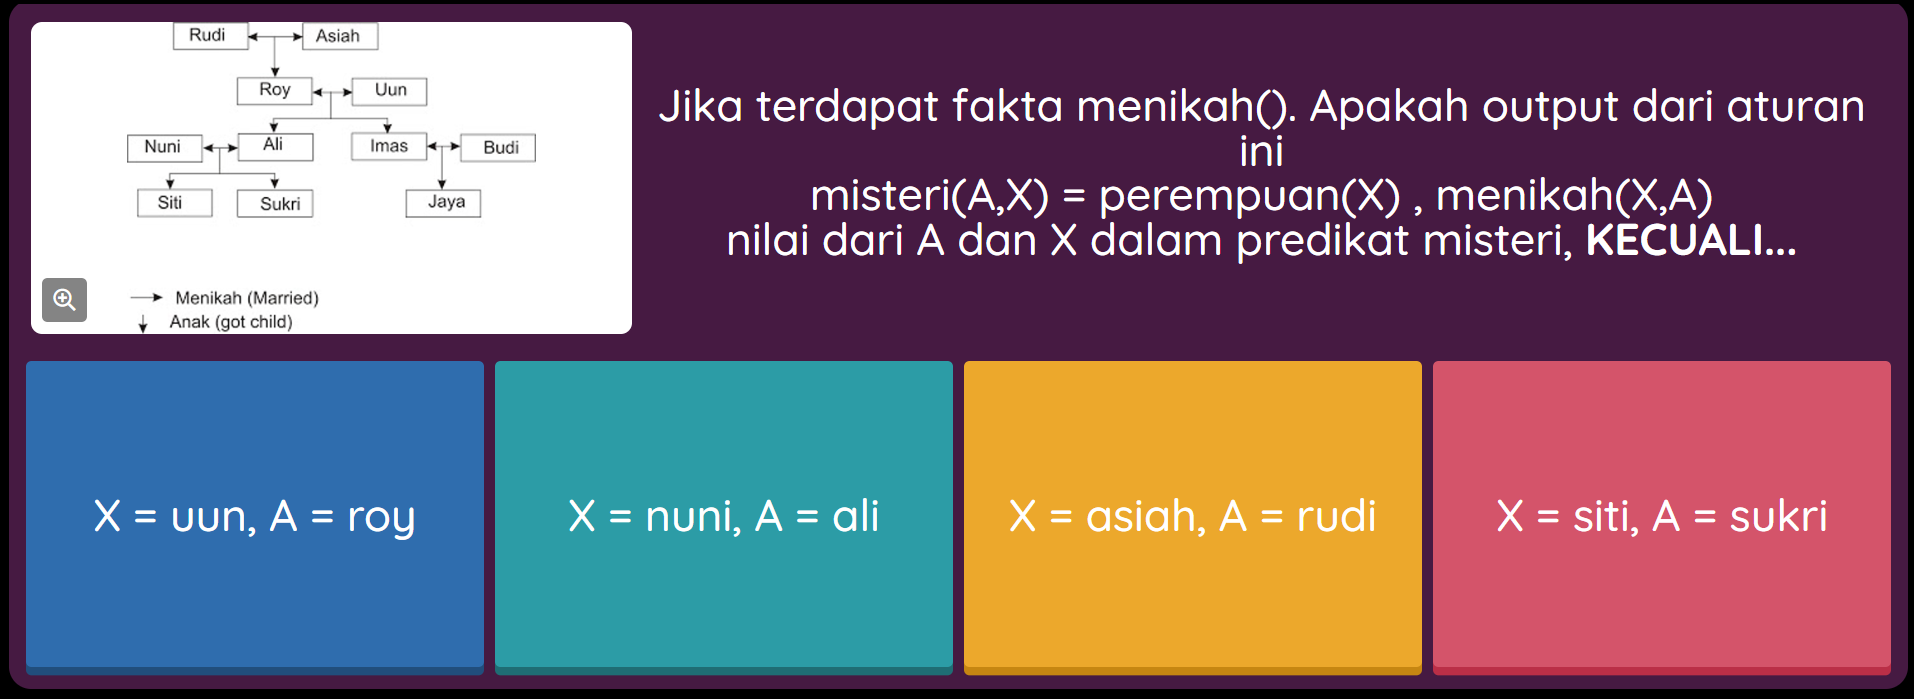 Rudi
Asiah
Roy
Uun
Nuni
Ali
Imas
Budi
Siti
Sukri
Jaya
Menikah (Married)
Anak (got child)
Jika terdapat fakta menikah(). Apakah output dari aturan
ini
misteri(A,X) = perempuan(X) , menikah(X,A)
nilai dari A dan X dalam predikat misteri, KECUALI...
X = uun, A = roy
X = nuni, A = ali
X = asiah, A = rudi
X = siti, A = sukri